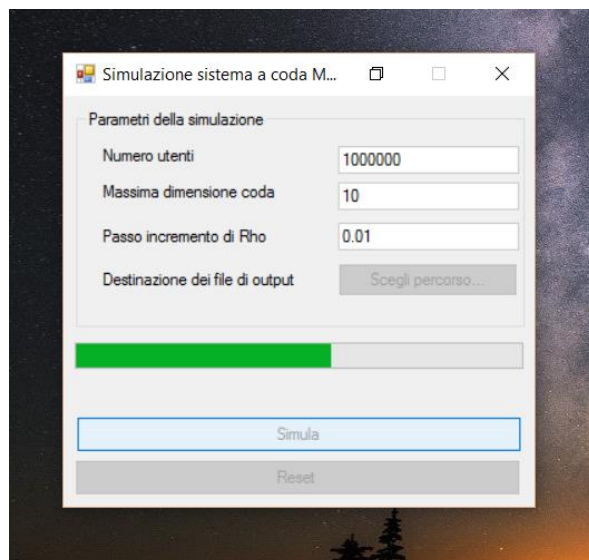 Simulazione sistema a coda M...
Parametri della simulazione
Numero utenti
1000000
Massima dimensione coda
10
Passo incremento di Rho
0.01
Destinazione dei file di output
Scegli percorso...
Simula
Reset